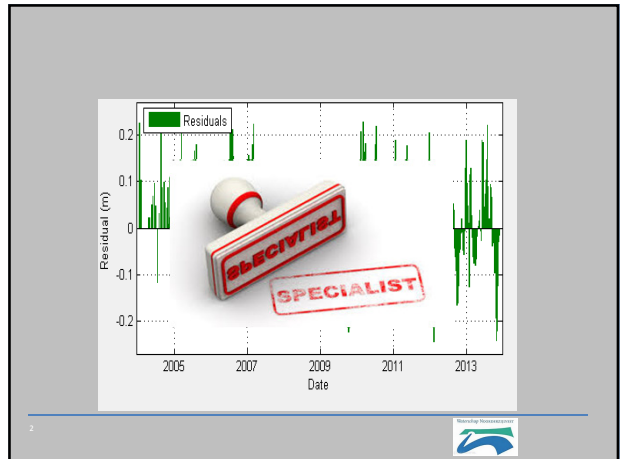 Residuals
0.2
0.1
0
-0.1
-0.2
Residual (m)
SPECIALIST
SPECIALIST
2005 2007 2009 2011 2013
Date
2